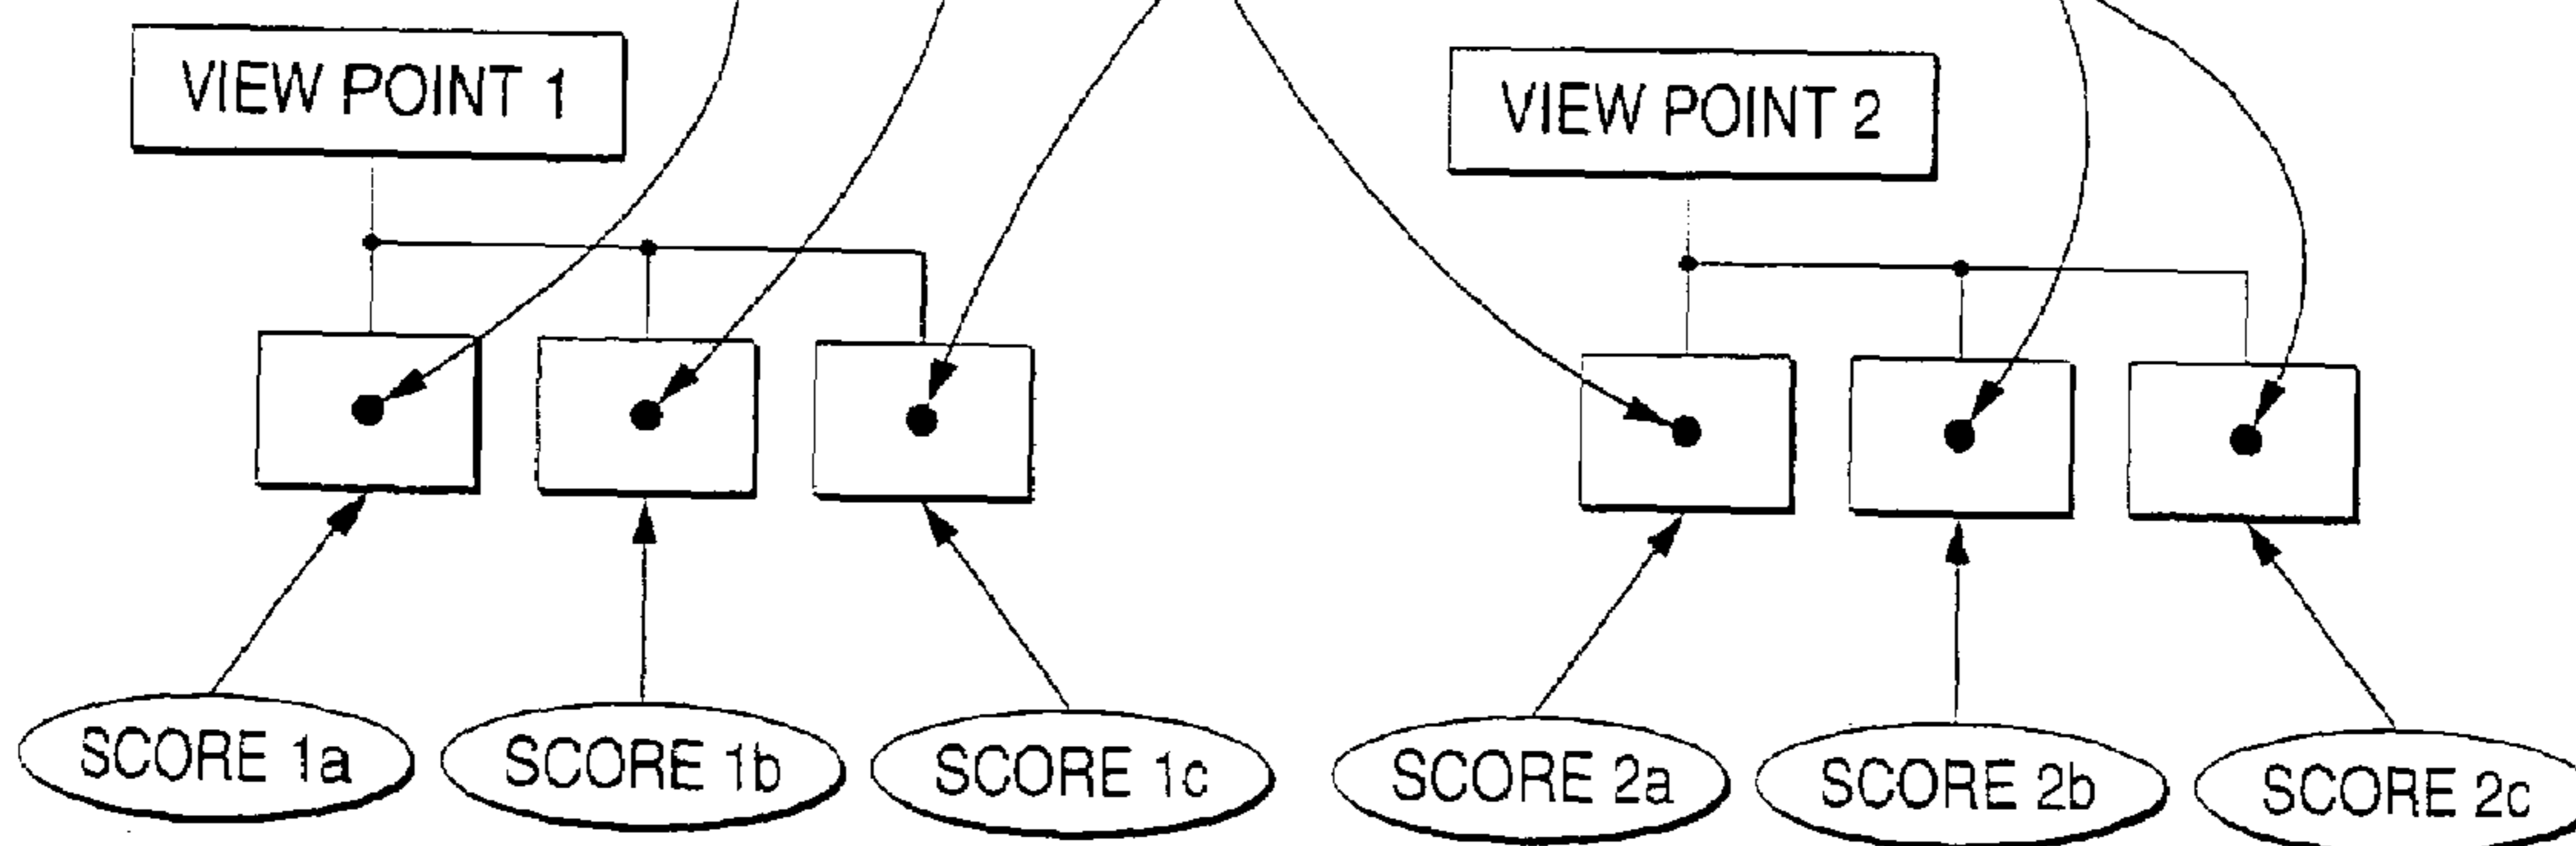 VIEW POINT 1
VIEW POINT 2
SCORE 1a
SCORE 1b
SCORE 1c
SCORE 2a
SCORE 2b
SCORE 2c